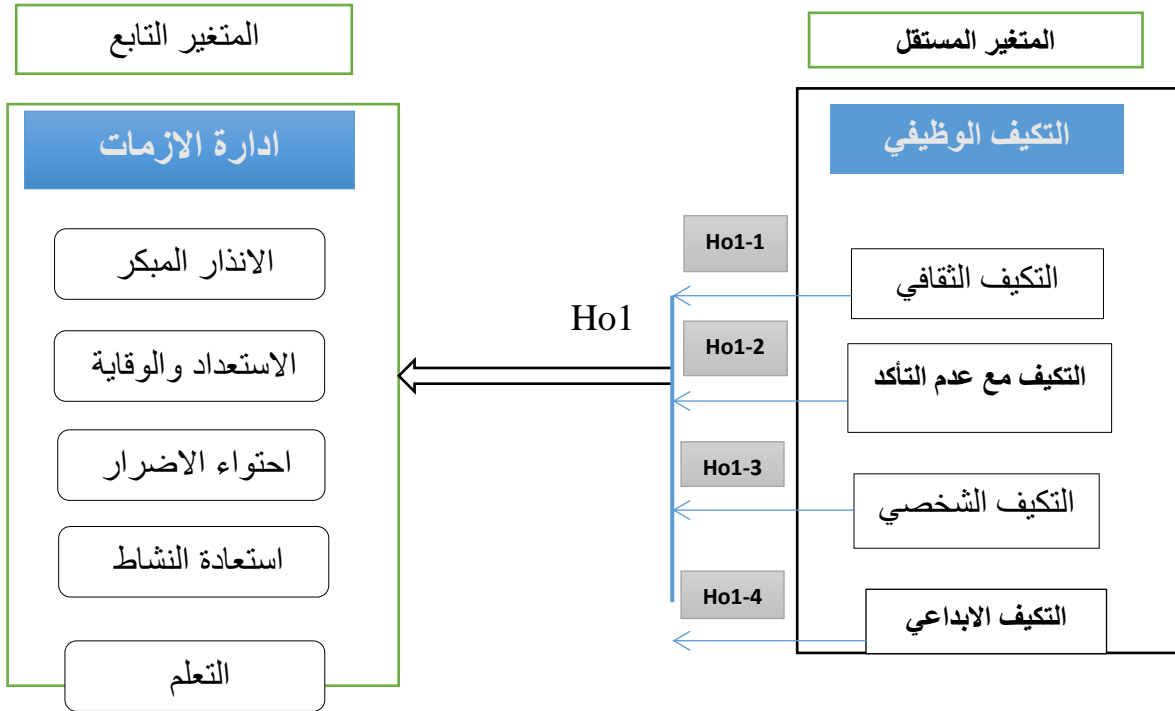 المتغير المستقل
التكيف الوظيفي
التكيف الثقافي
التكيف مع عدم التأكد
التكيف الشخصي
التكيف الابداعي
Ho1-1
Ho1-2
Ho1-3
Ho1-4
Ho1
المتغير التابع
ادارة الازمات
الانذار المبكر
الاستعداد والوقاية
احتواء الاضرار
استعادة النشاط
التعلم